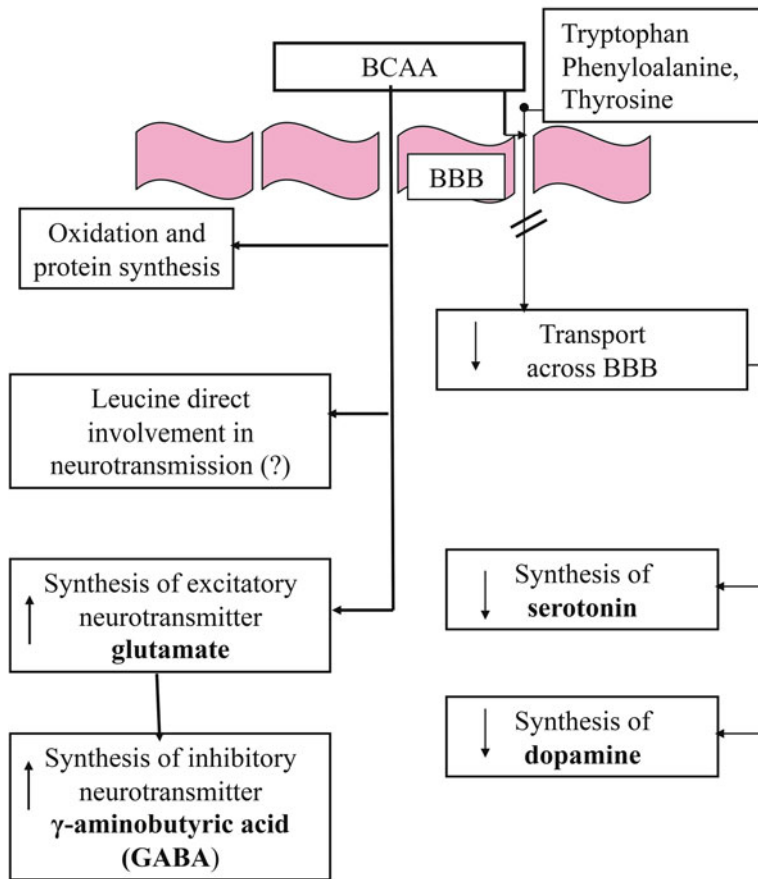 BCAA
Tryptophan
Phenyloalanine,
Thyrosine
BBB
Oxidation and
protein synthesis
Transport
across BBB
Leucine direct
involvement in
neurotransmission (?)
Synthesis of excitatory
neurotransmitter
glutamate
Synthesis of
serotonin
Synthesis of inhibitory
neurotransmitter
γ-aminobutyric acid
(GABA)
Synthesis of
dopamine